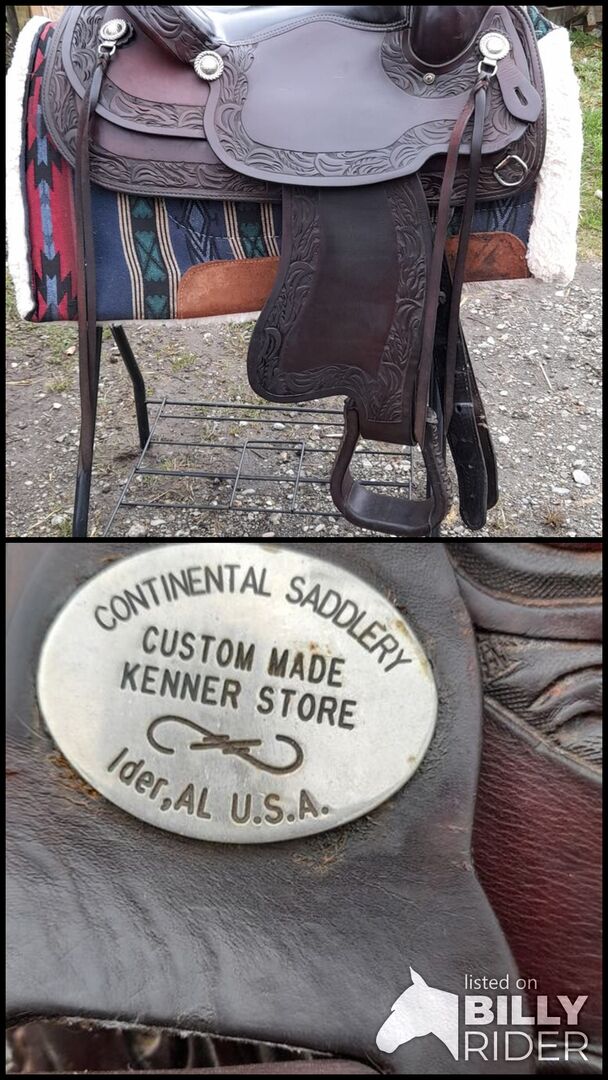 CONTINENTAL SADDLERY
CUSTOM MADE
KENNER STORE
Ider, AL U.S.A.
listed on
BILLY
RIDER